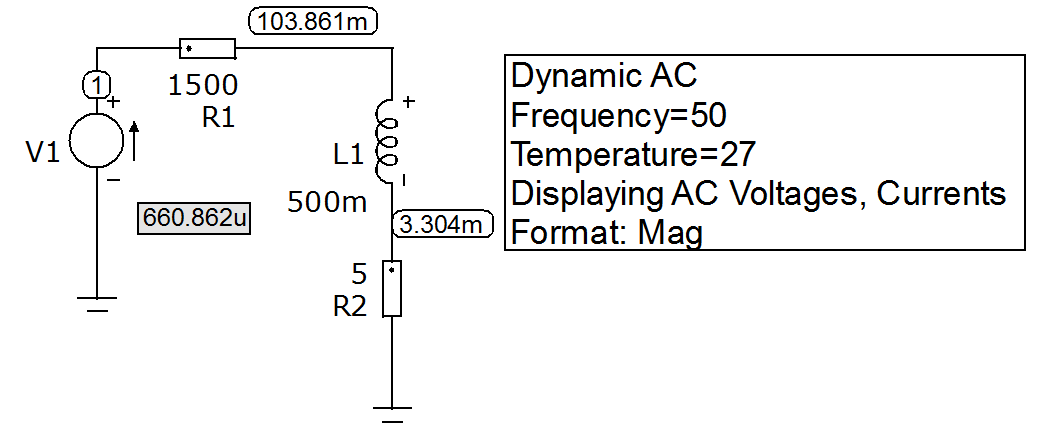 103.861m
1
+
1500
R1
V1
−
+
L1
−
500m
660.862u
3.304m
5
R2
Dynamic AC
Frequency=50
Temperature=27
Displaying AC Voltages, Currents
Format: Mag